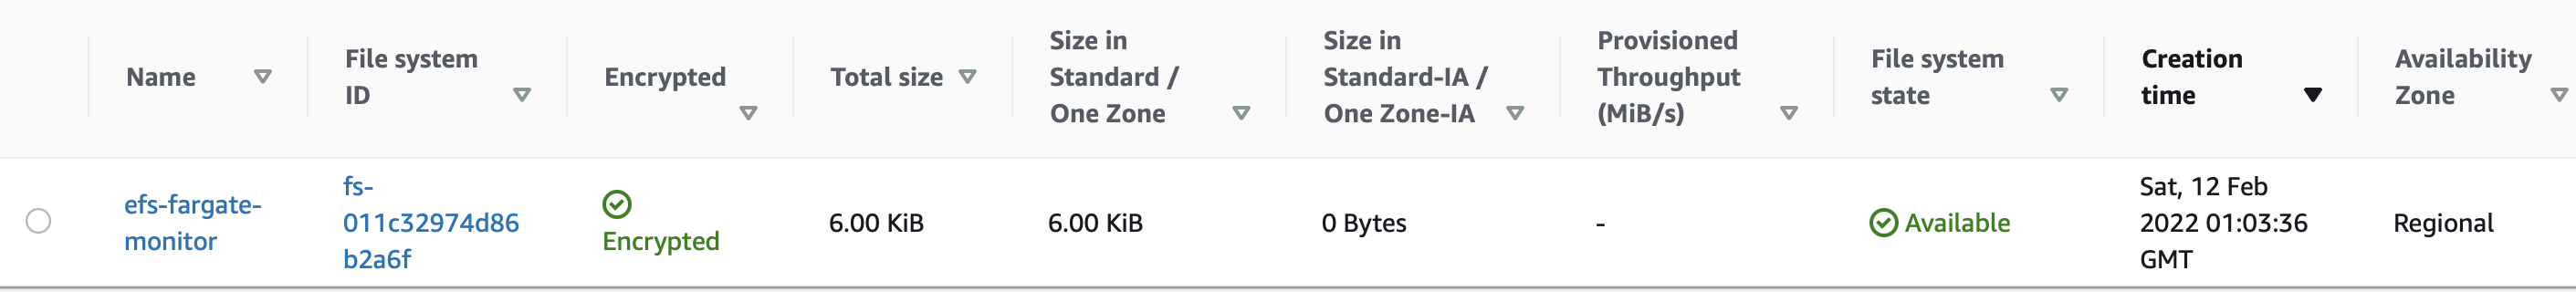 Name
File system
ID
Encrypted
Total size
Size in
Standard /
One Zone
Size in
Standard-IA /
One Zone-IA
Provisioned
Throughput
(MiB/s)
File system
state
Creation
time
Availability
Zone
efs-fargate-
monitor
fs-
011c32974d86
b2a6f
Encrypted
6.00 KiB
6.00 KiB
0 Bytes
-
Available
Sat, 12 Feb
2022 01:03:36
GMT
Regional